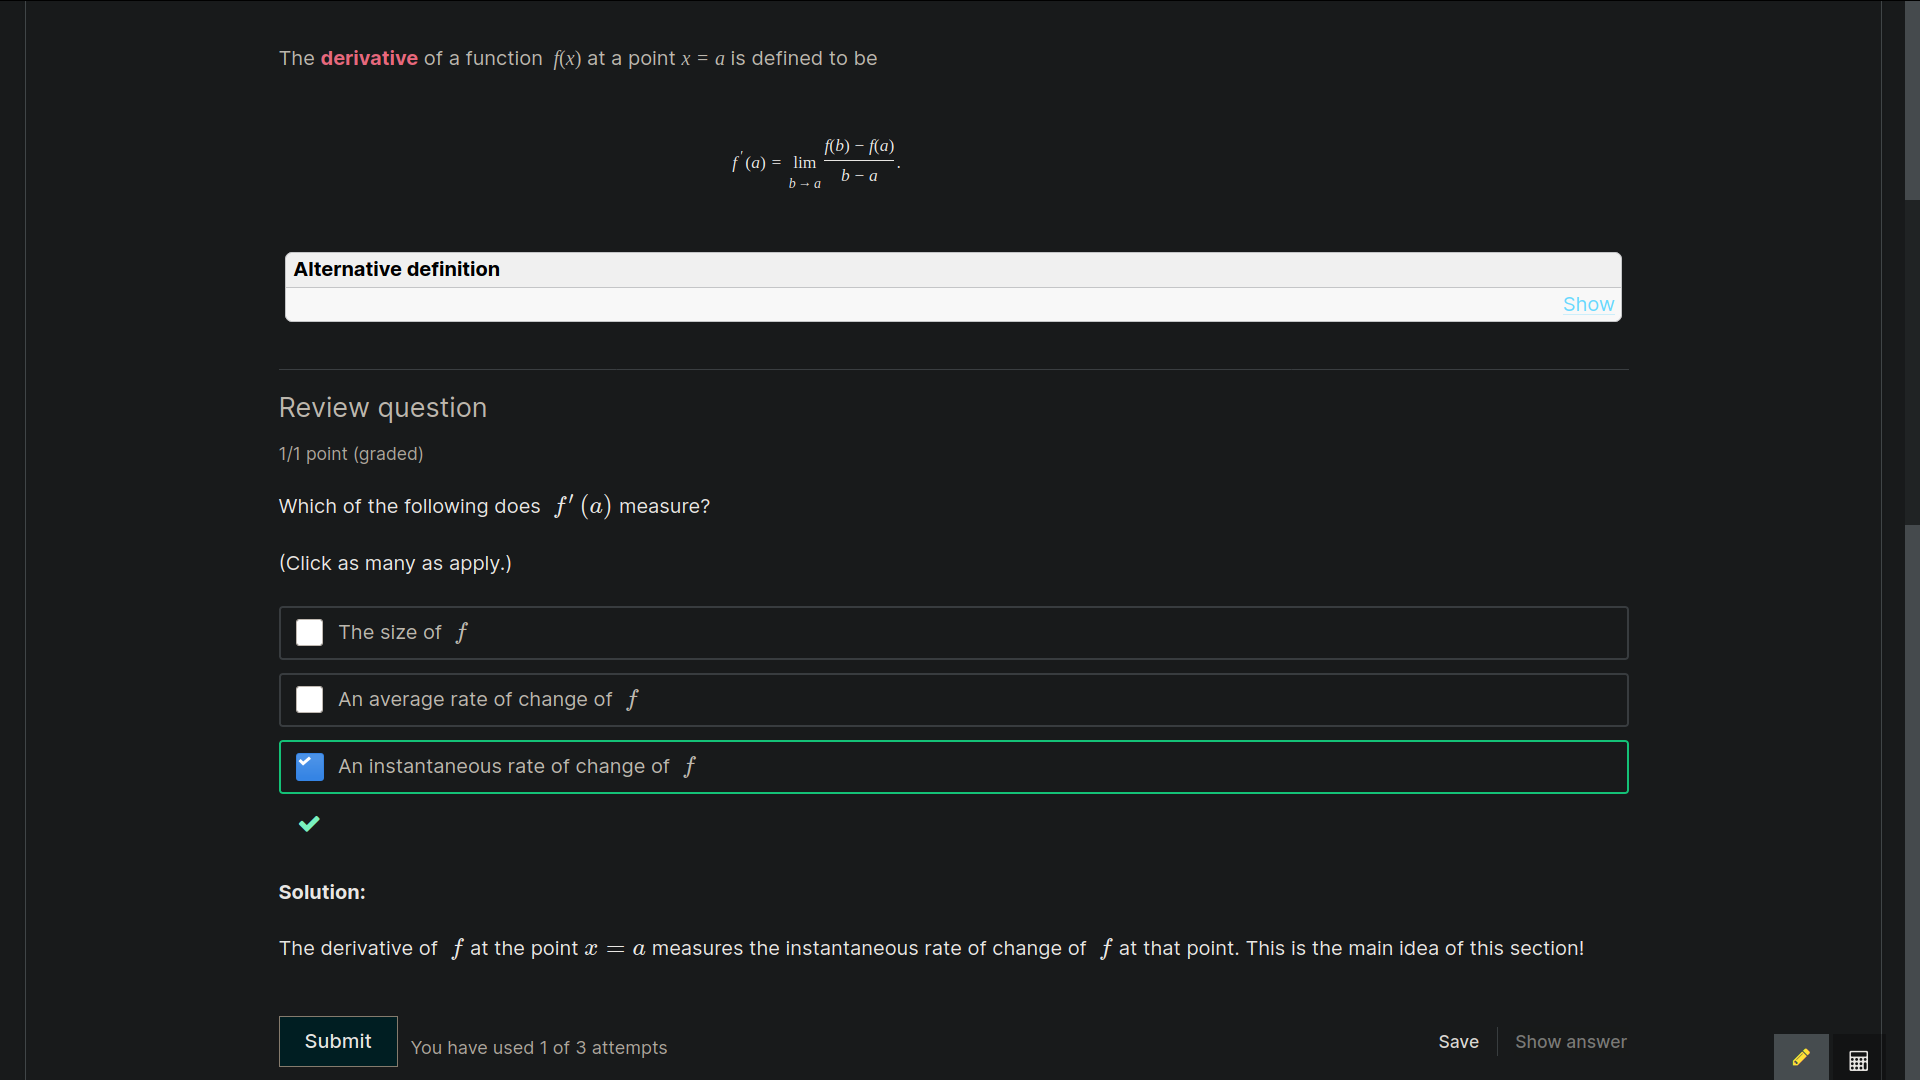 The derivative of a function f(x) at a point x = a is defined to be
f′(a) = lim b→a f(b) − f(a) / b − a.
Alternative definition
Show
Review question
1/1 point (graded)
Which of the following does f′(a) measure?
(Click as many as apply.)
The size of f
An average rate of change of f
An instantaneous rate of change of f
Solution:
The derivative of f at the point x = a measures the instantaneous rate of change of f at that point. This is the main idea of this section!
Submit You have used 1 of 3 attempts Save Show answer